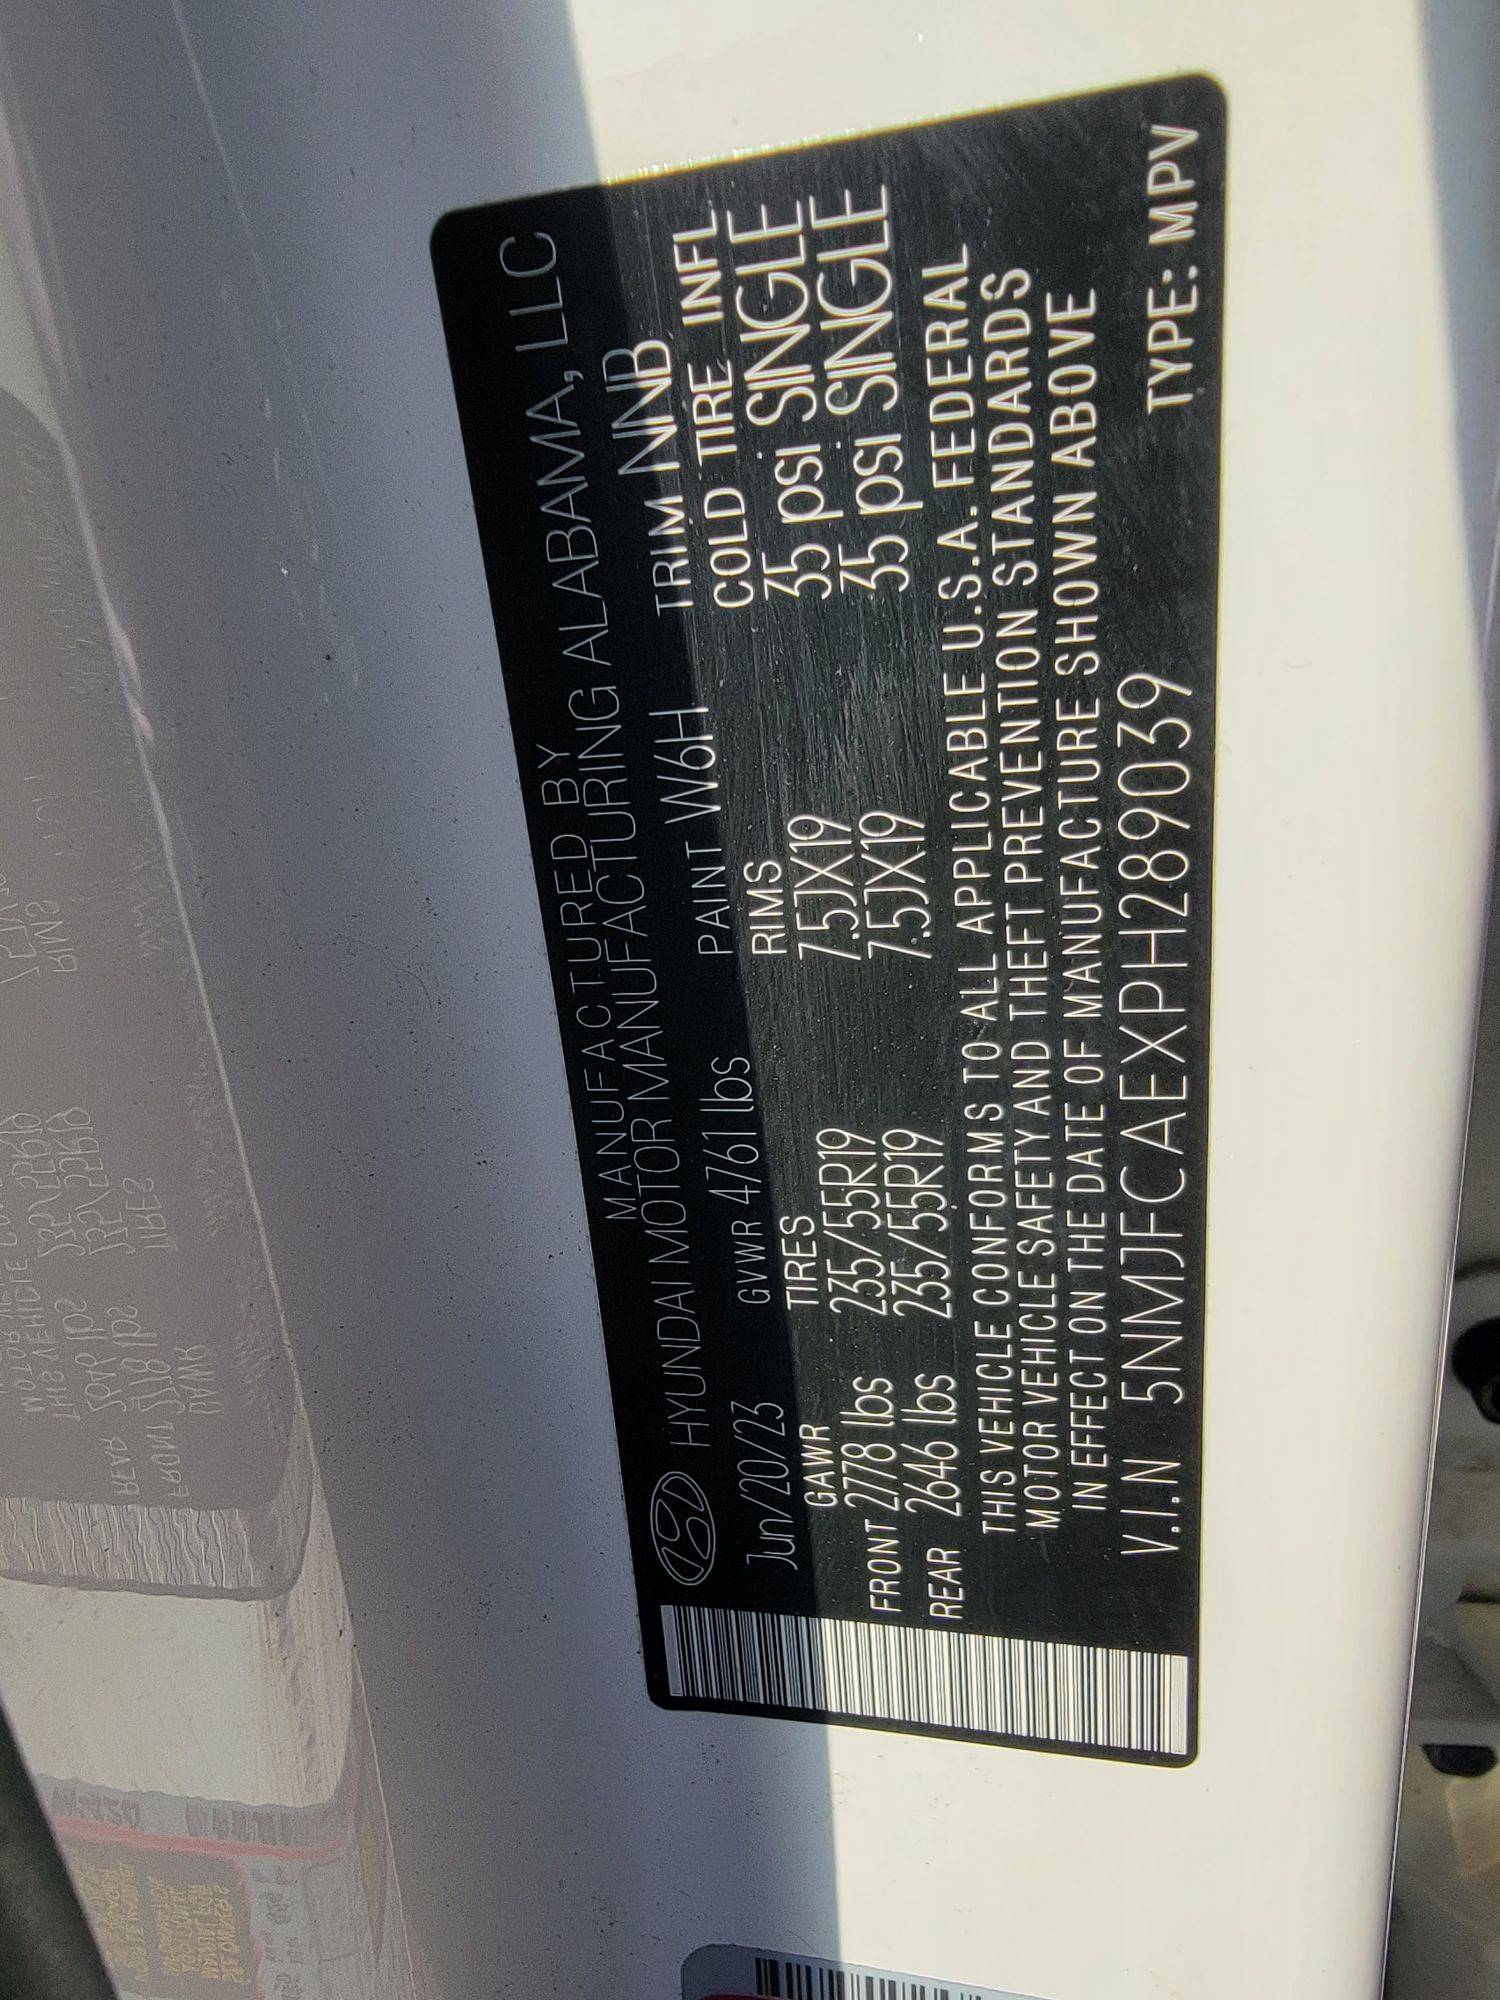 MANUFACTURED BY
HYUNDAI MOTOR MANUFACTURING ALABAMA, LLC
Jun/20/23 GVWR 4761 lbs PAINT W6H TRIM NNB
GAWR TIRES RIMS COLD TIRE INFL
FRONT 2778 lbs 235/55R19 7.5JX19 35 psi SINGLE
REAR 2646 lbs 235/55R19 7.5JX19 35 psi SINGLE
THIS VEHICLE CONFORMS TO ALL APPLICABLE U.S.A. FEDERAL
MOTOR VEHICLE SAFETY AND THEFT PREVENTION STANDARDS
IN EFFECT ON THE DATE OF MANUFACTURE SHOWN ABOVE
V.I.N 5NMJFCAEXPH289039 TYPE: MPV